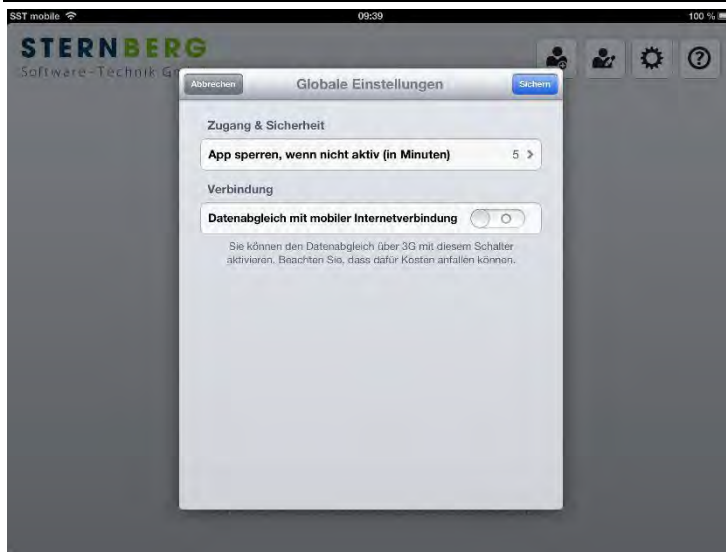 SST mobile 09:39 100 %
STERNBERG
Software-Technik G
Abbrechen Globale Einstellungen Sichern
Zugang & Sicherheit
App sperren, wenn nicht aktiv (in Minuten) 5
Verbindung
Datenabgleich mit mobiler Internetverbindung
Sie können den Datenabgleich über 3G mit diesem Schalter
aktivieren. Beachten Sie, dass dafür Kosten anfallen können.